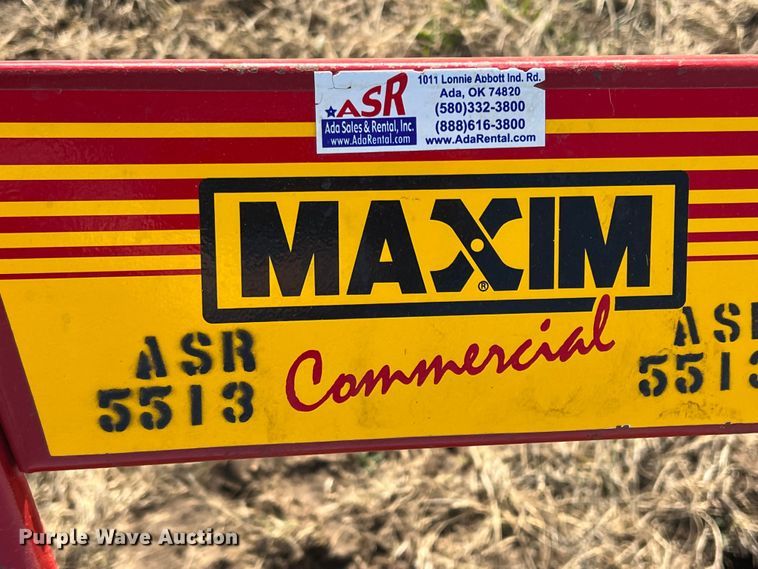 ASR
Ada Sales & Rental, Inc.
www.AdaRental.com
1011 Lonnie Abbott Ind. Rd.
Ada, OK 74820
(580)332-3800
(888)616-3800
www.AdaRental.com
MAXIM
®
Commercial
ASR
5513
ASR
5513
Purple Wave Auction